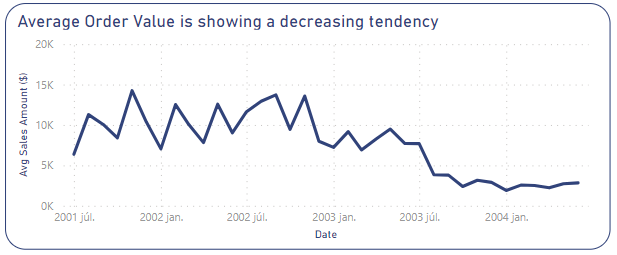 Average Order Value is showing a decreasing tendency
20K
15K
10K
5K
0K
Avg Sales Amount ($)
2001 júl.
2002 jan.
2002 júl.
2003 jan.
2003 júl.
2004 jan.
Date